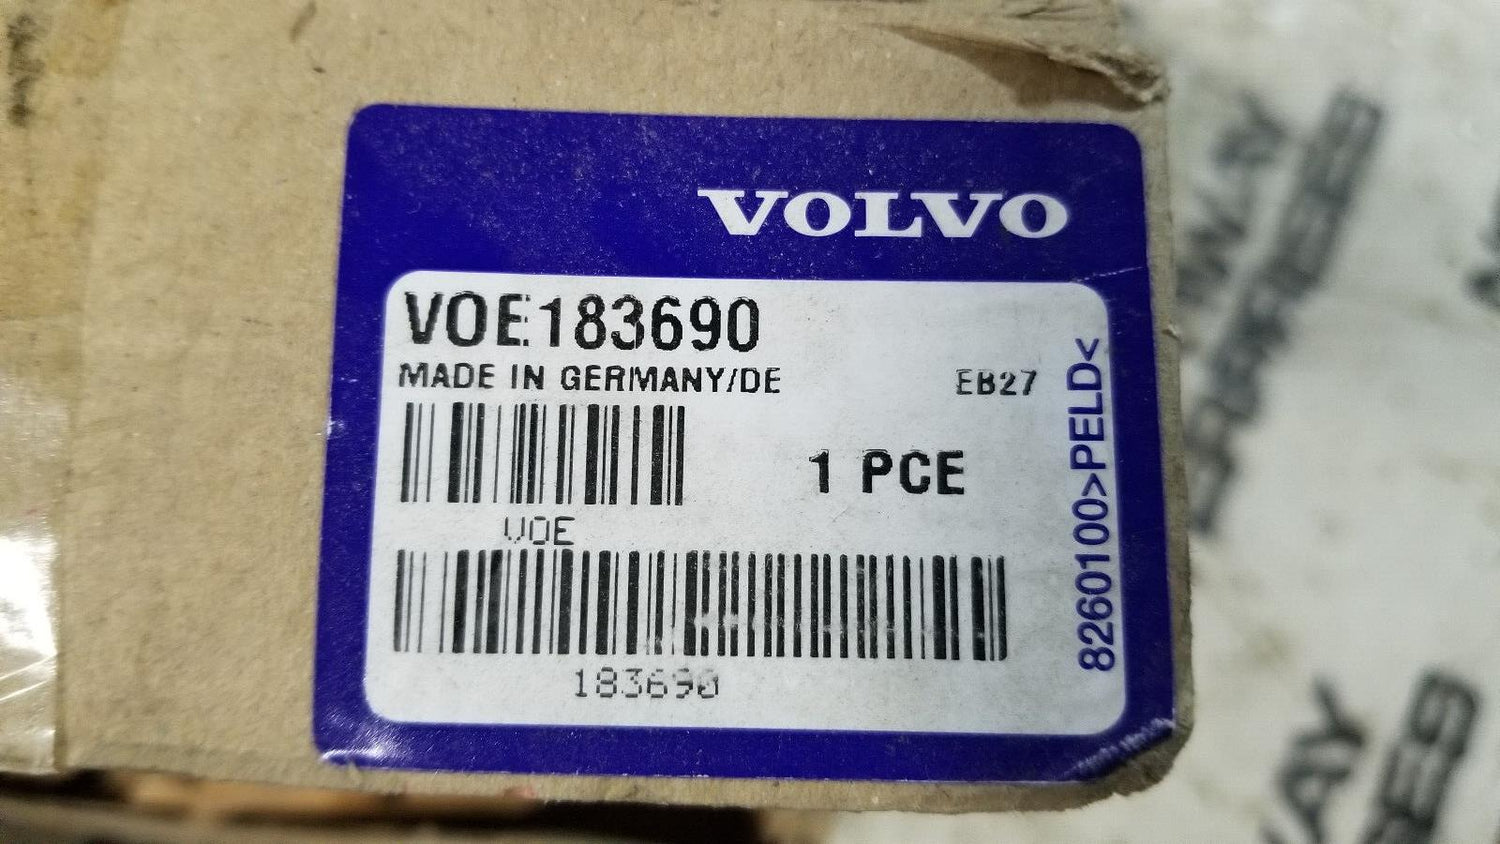 VOLVO
VOE183690
MADE IN GERMANY/DE
EB27
1 PCE
VOE
183690
8260100>PELD<